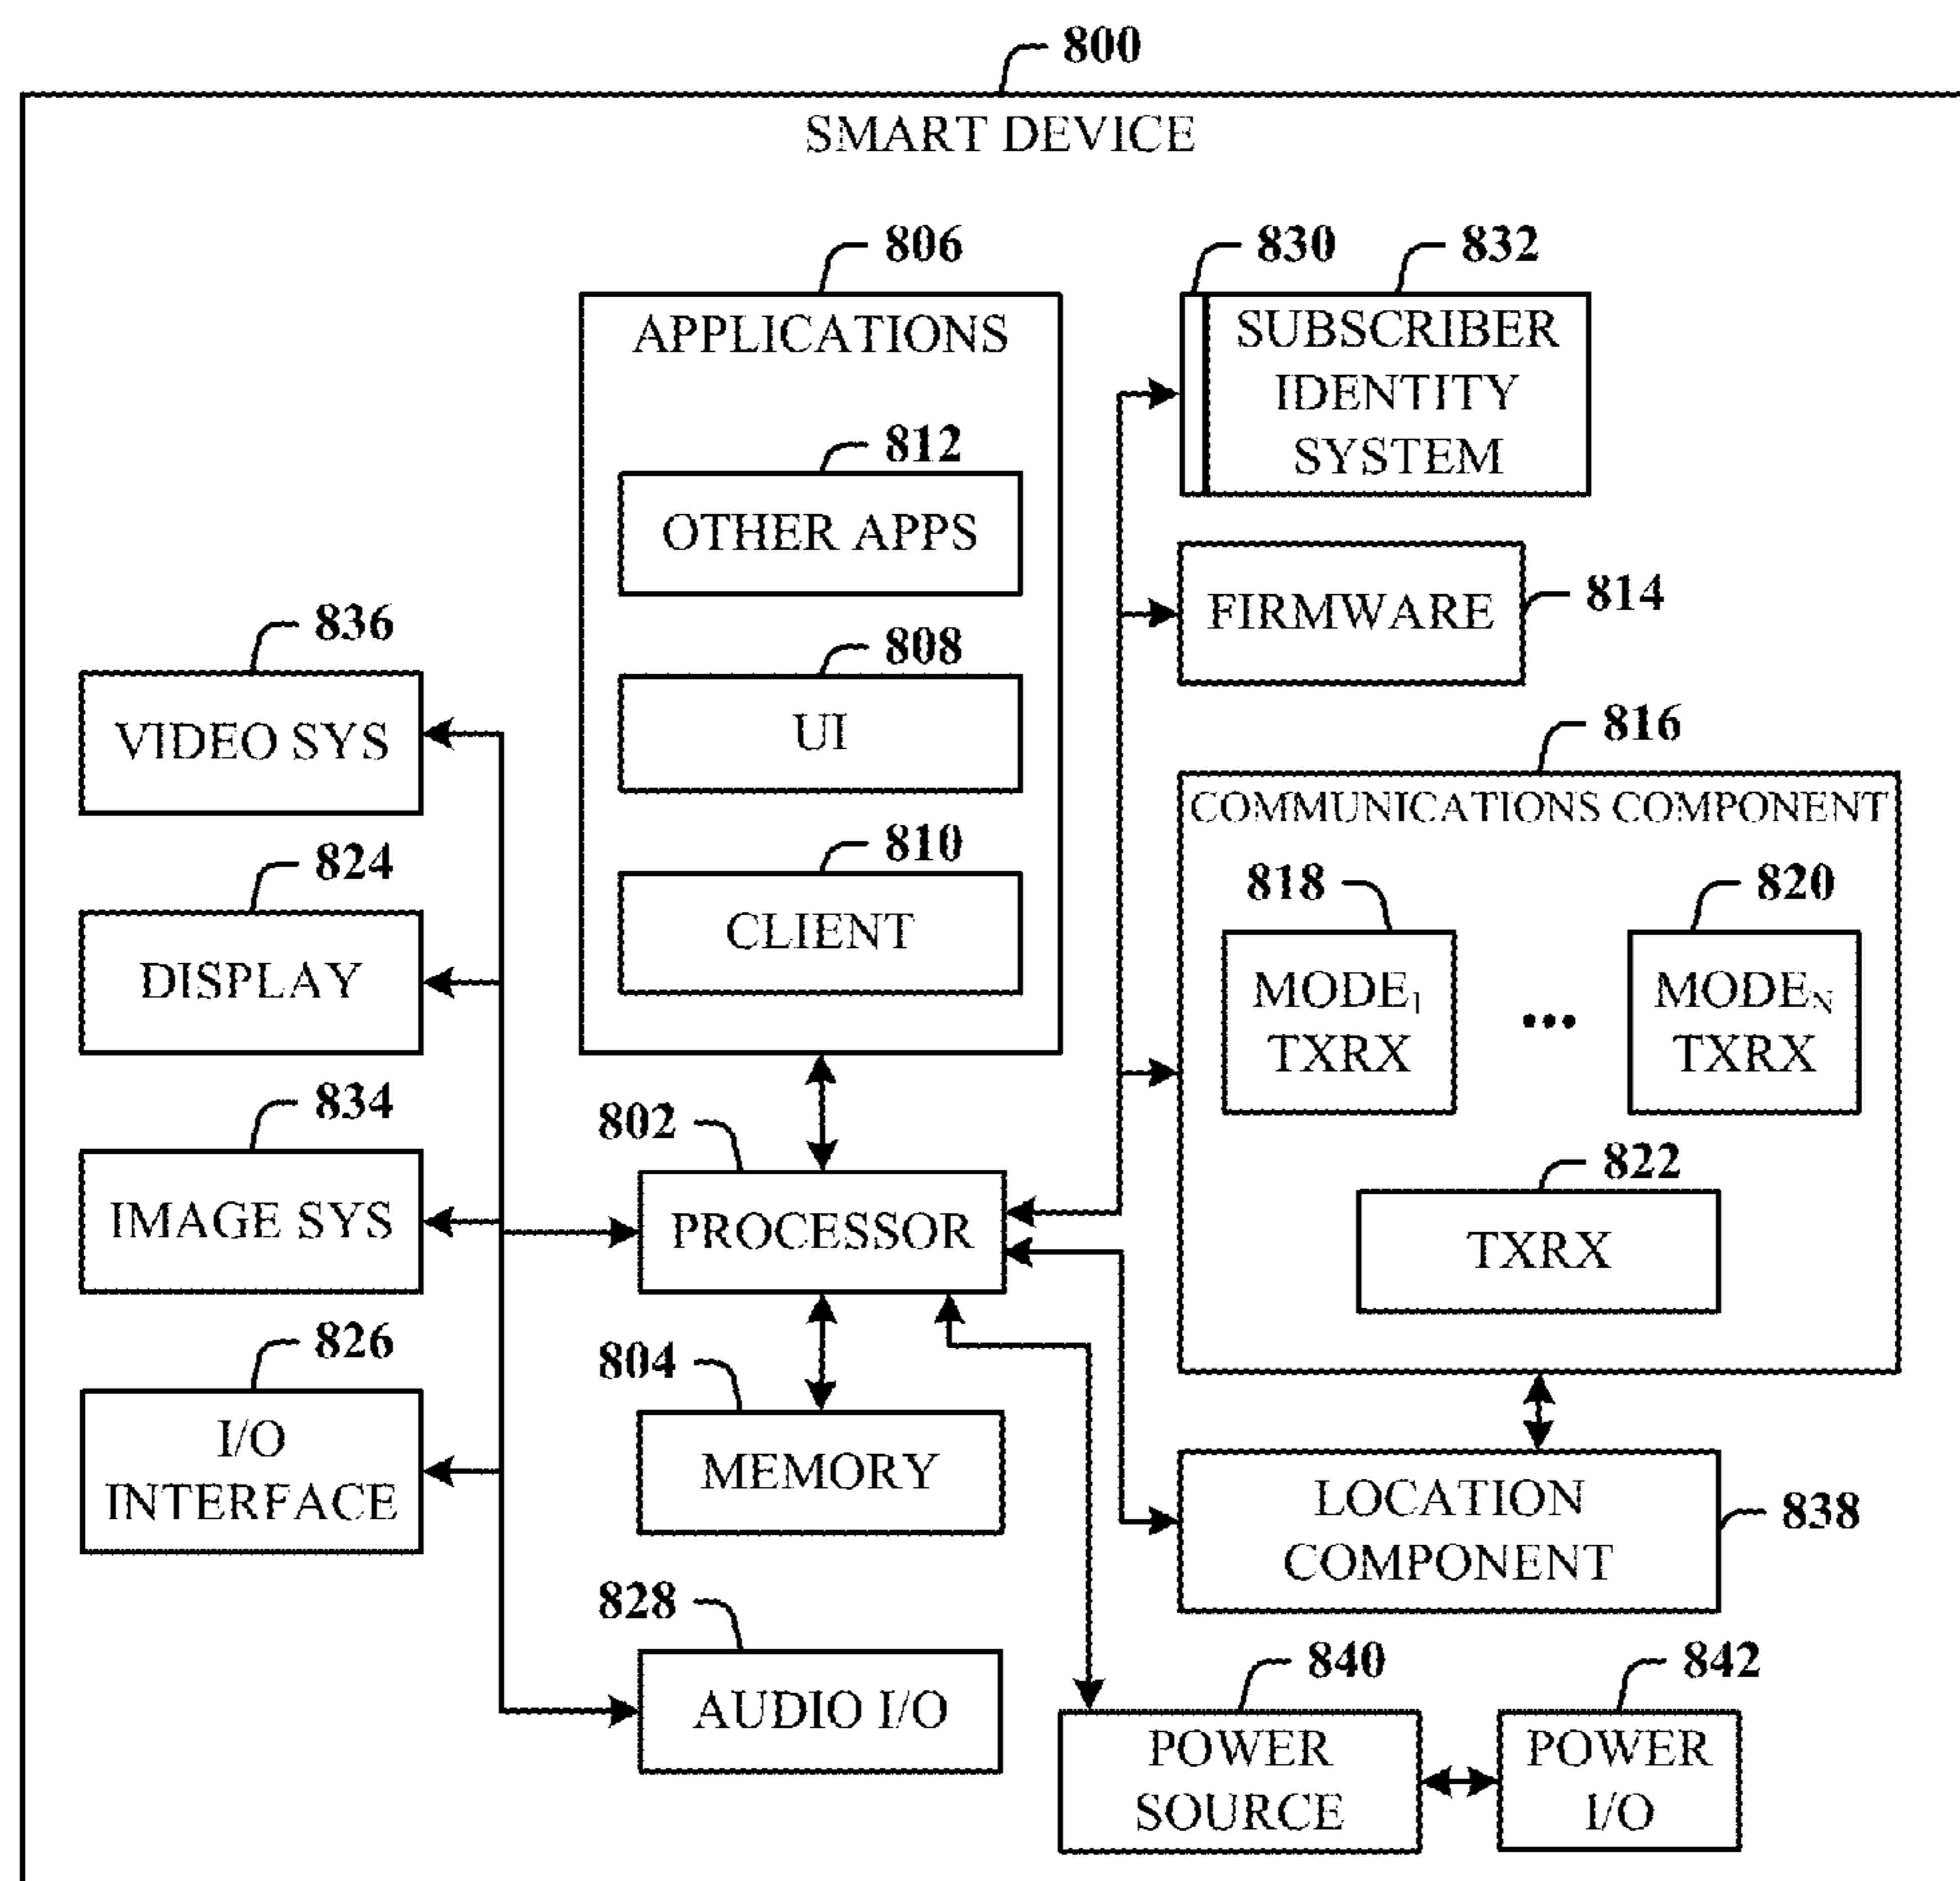 800
SMART DEVICE
806
APPLICATIONS
812
OTHER APPS
808
UI
810
CLIENT
830
832
SUBSCRIBER
IDENTITY
SYSTEM
FIRMWARE
814
836
VIDEO SYS
824
DISPLAY
834
IMAGE SYS
826
I/O
INTERFACE
816
COMMUNICATIONS COMPONENT
818
MODE₁
TXRX
...
820
MODEₙ
TXRX
822
TXRX
802
PROCESSOR
804
MEMORY
828
AUDIO I/O
LOCATION
COMPONENT
838
840
POWER
SOURCE
842
POWER
I/O